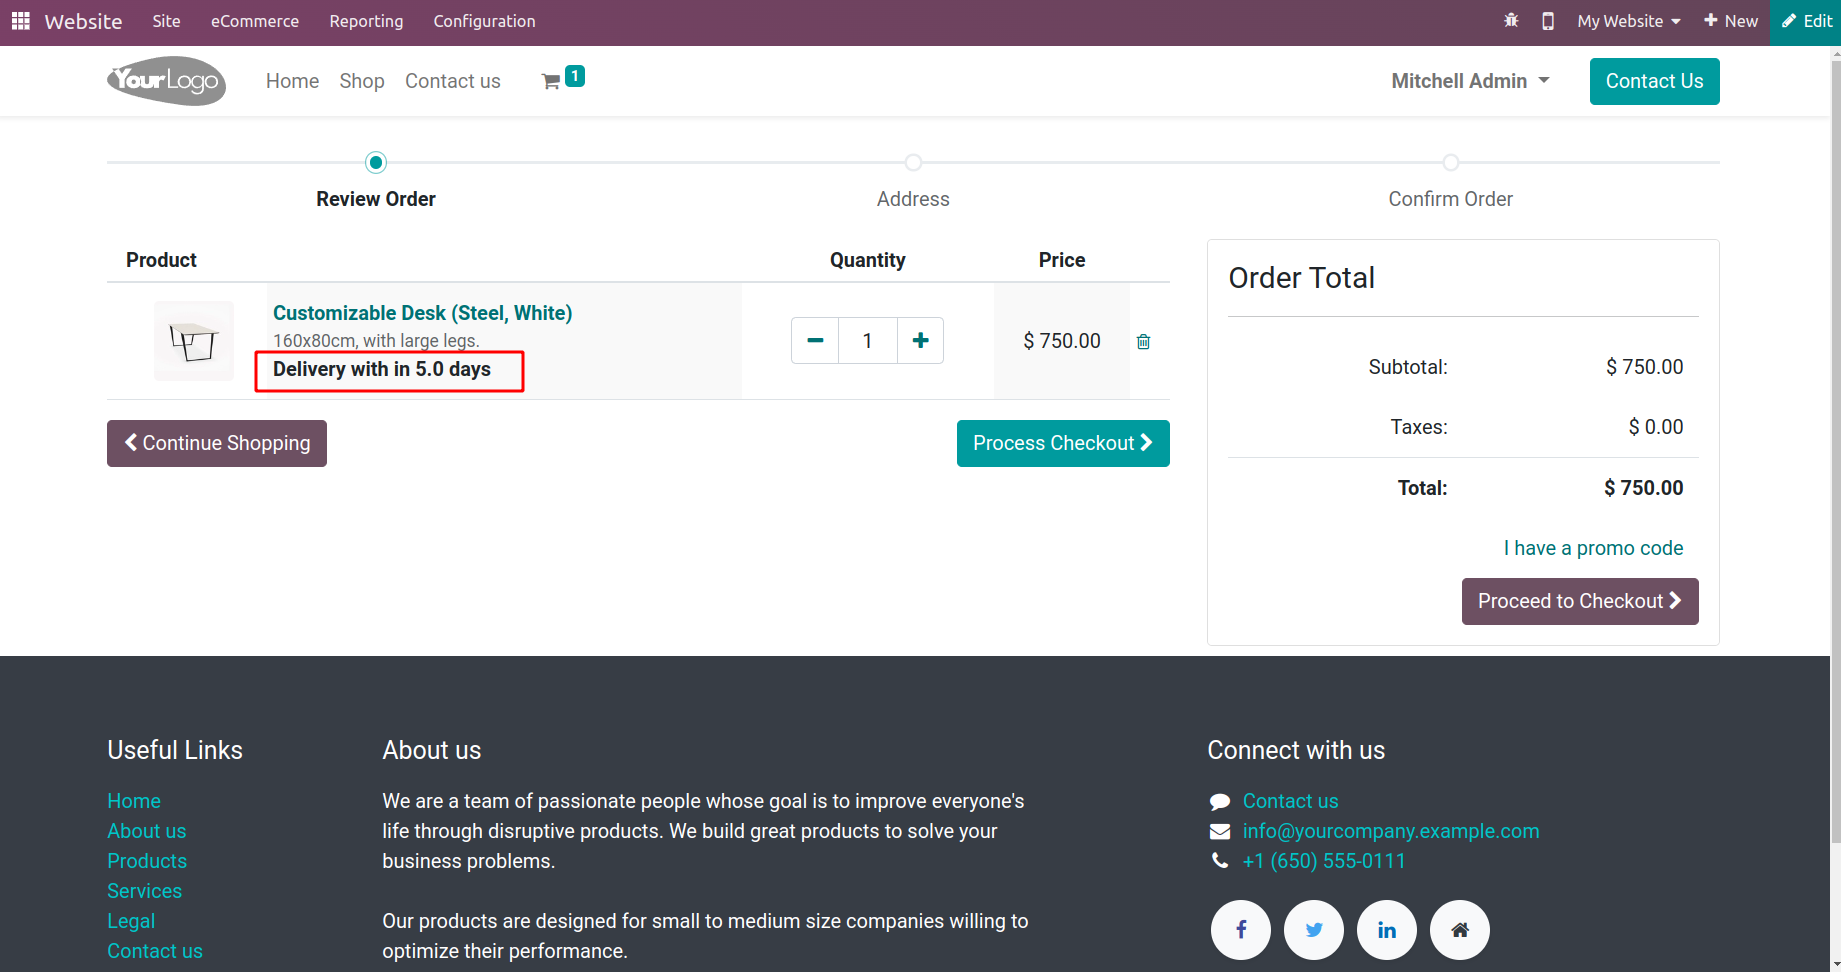 Website Site eCommerce Reporting Configuration My Website New Edit
YourLogo Home Shop Contact us 1 Mitchell Admin Contact Us
Review Order Address Confirm Order
Product Quantity Price
Customizable Desk (Steel, White)
160x80cm, with large legs.
Delivery with in 5.0 days
1 $ 750.00
Continue Shopping Process Checkout
Order Total
Subtotal: $ 750.00
Taxes: $ 0.00
Total: $ 750.00
I have a promo code
Proceed to Checkout
Useful Links
Home
About us
Products
Services
Legal
Contact us
About us
We are a team of passionate people whose goal is to improve everyone's
life through disruptive products. We build great products to solve your
business problems.
Our products are designed for small to medium size companies willing to
optimize their performance.
Connect with us
Contact us
info@yourcompany.example.com
+1 (650) 555-0111